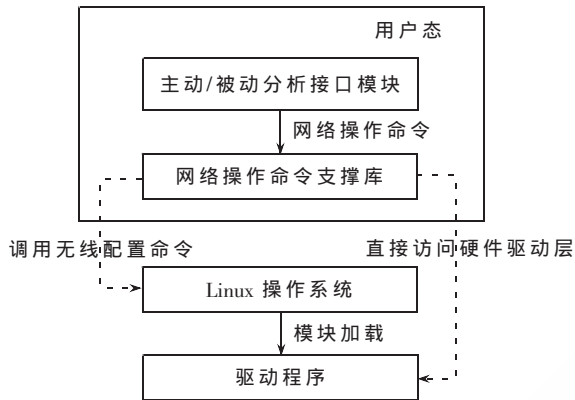 用户态
主动/被动分析接口模块
网络操作命令
网络操作命令支撑库
调用无线配置命令
直接访问硬件驱动层
Linux 操作系统
模块加载
驱动程序